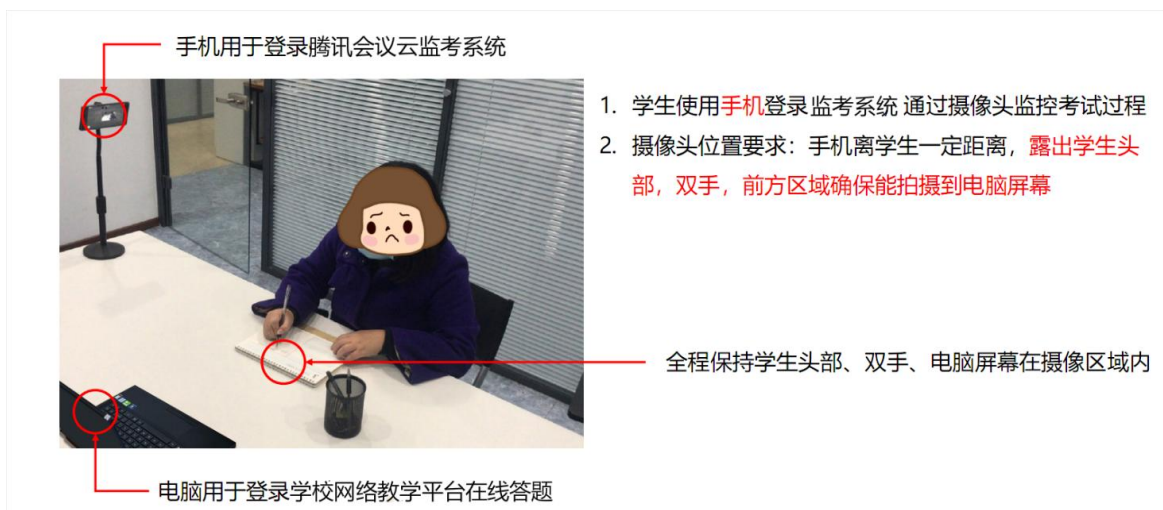 手机用于登录腾讯会议云监考系统
1. 学生使用手机登录监考系统 通过摄像头监控考试过程
2. 摄像头位置要求：手机离学生一定距离，露出学生头
部，双手，前方区域确保能拍摄到电脑屏幕
全程保持学生头部、双手、电脑屏幕在摄像区域内
电脑用于登录学校网络教学平台在线答题